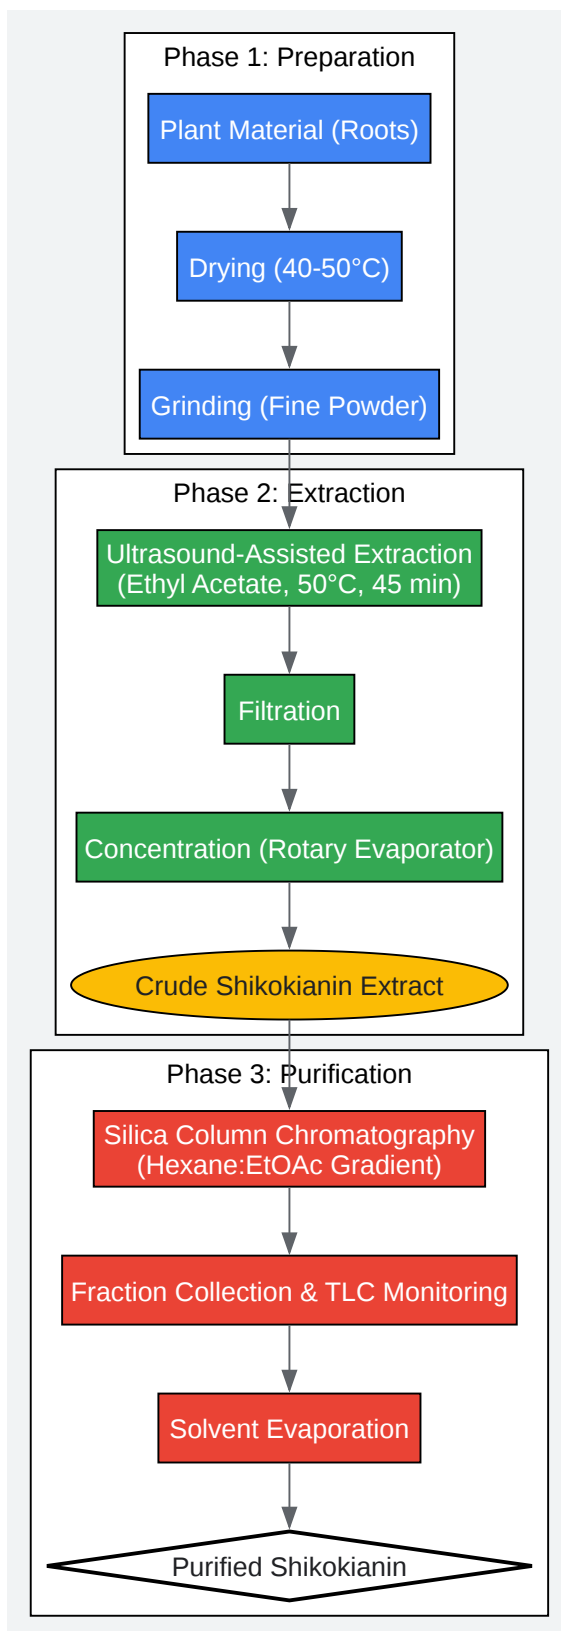 Phase 1: Preparation
Plant Material (Roots)
Drying (40-50°C)
Grinding (Fine Powder)
Phase 2: Extraction
Ultrasound-Assisted Extraction
(Ethyl Acetate, 50°C, 45 min)
Filtration
Concentration (Rotary Evaporator)
Crude Shikokianin Extract
Phase 3: Purification
Silica Column Chromatography
(Hexane:EtOAc Gradient)
Fraction Collection & TLC Monitoring
Solvent Evaporation
Purified Shikokianin